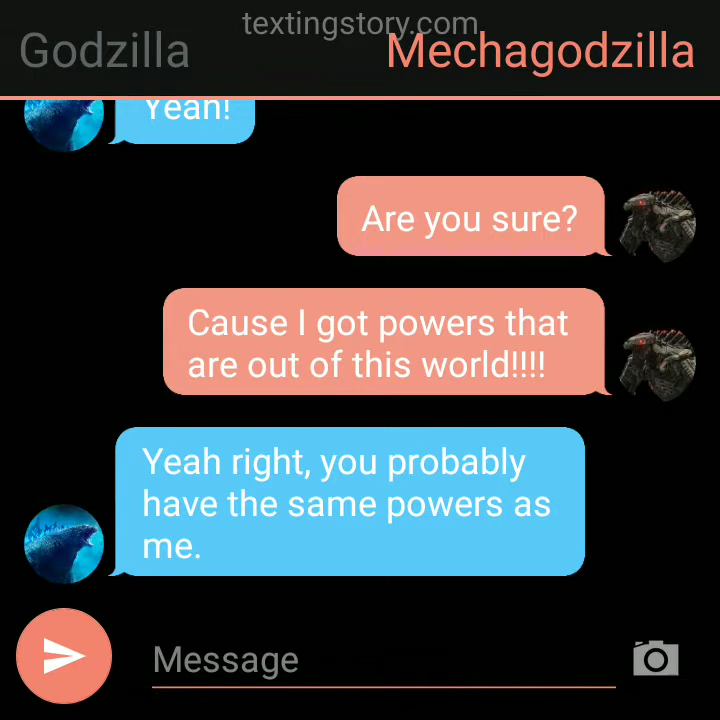 textingstory.com
Godzilla
Mechagodzilla
Yeah!
Are you sure?
Cause I got powers that
are out of this world!!!!
Yeah right, you probably
have the same powers as
me.
Message